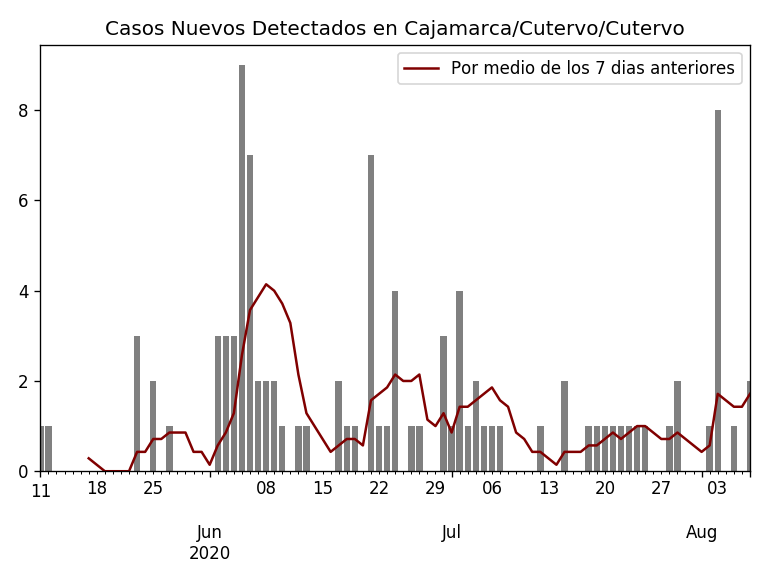 Casos Nuevos Detectados en Cajamarca/Cutervo/Cutervo
Por medio de los 7 dias anteriores
8
6
4
2
0
11 18 25 08 15 22 29 06 13 20 27 03
Jun Jul Aug
2020